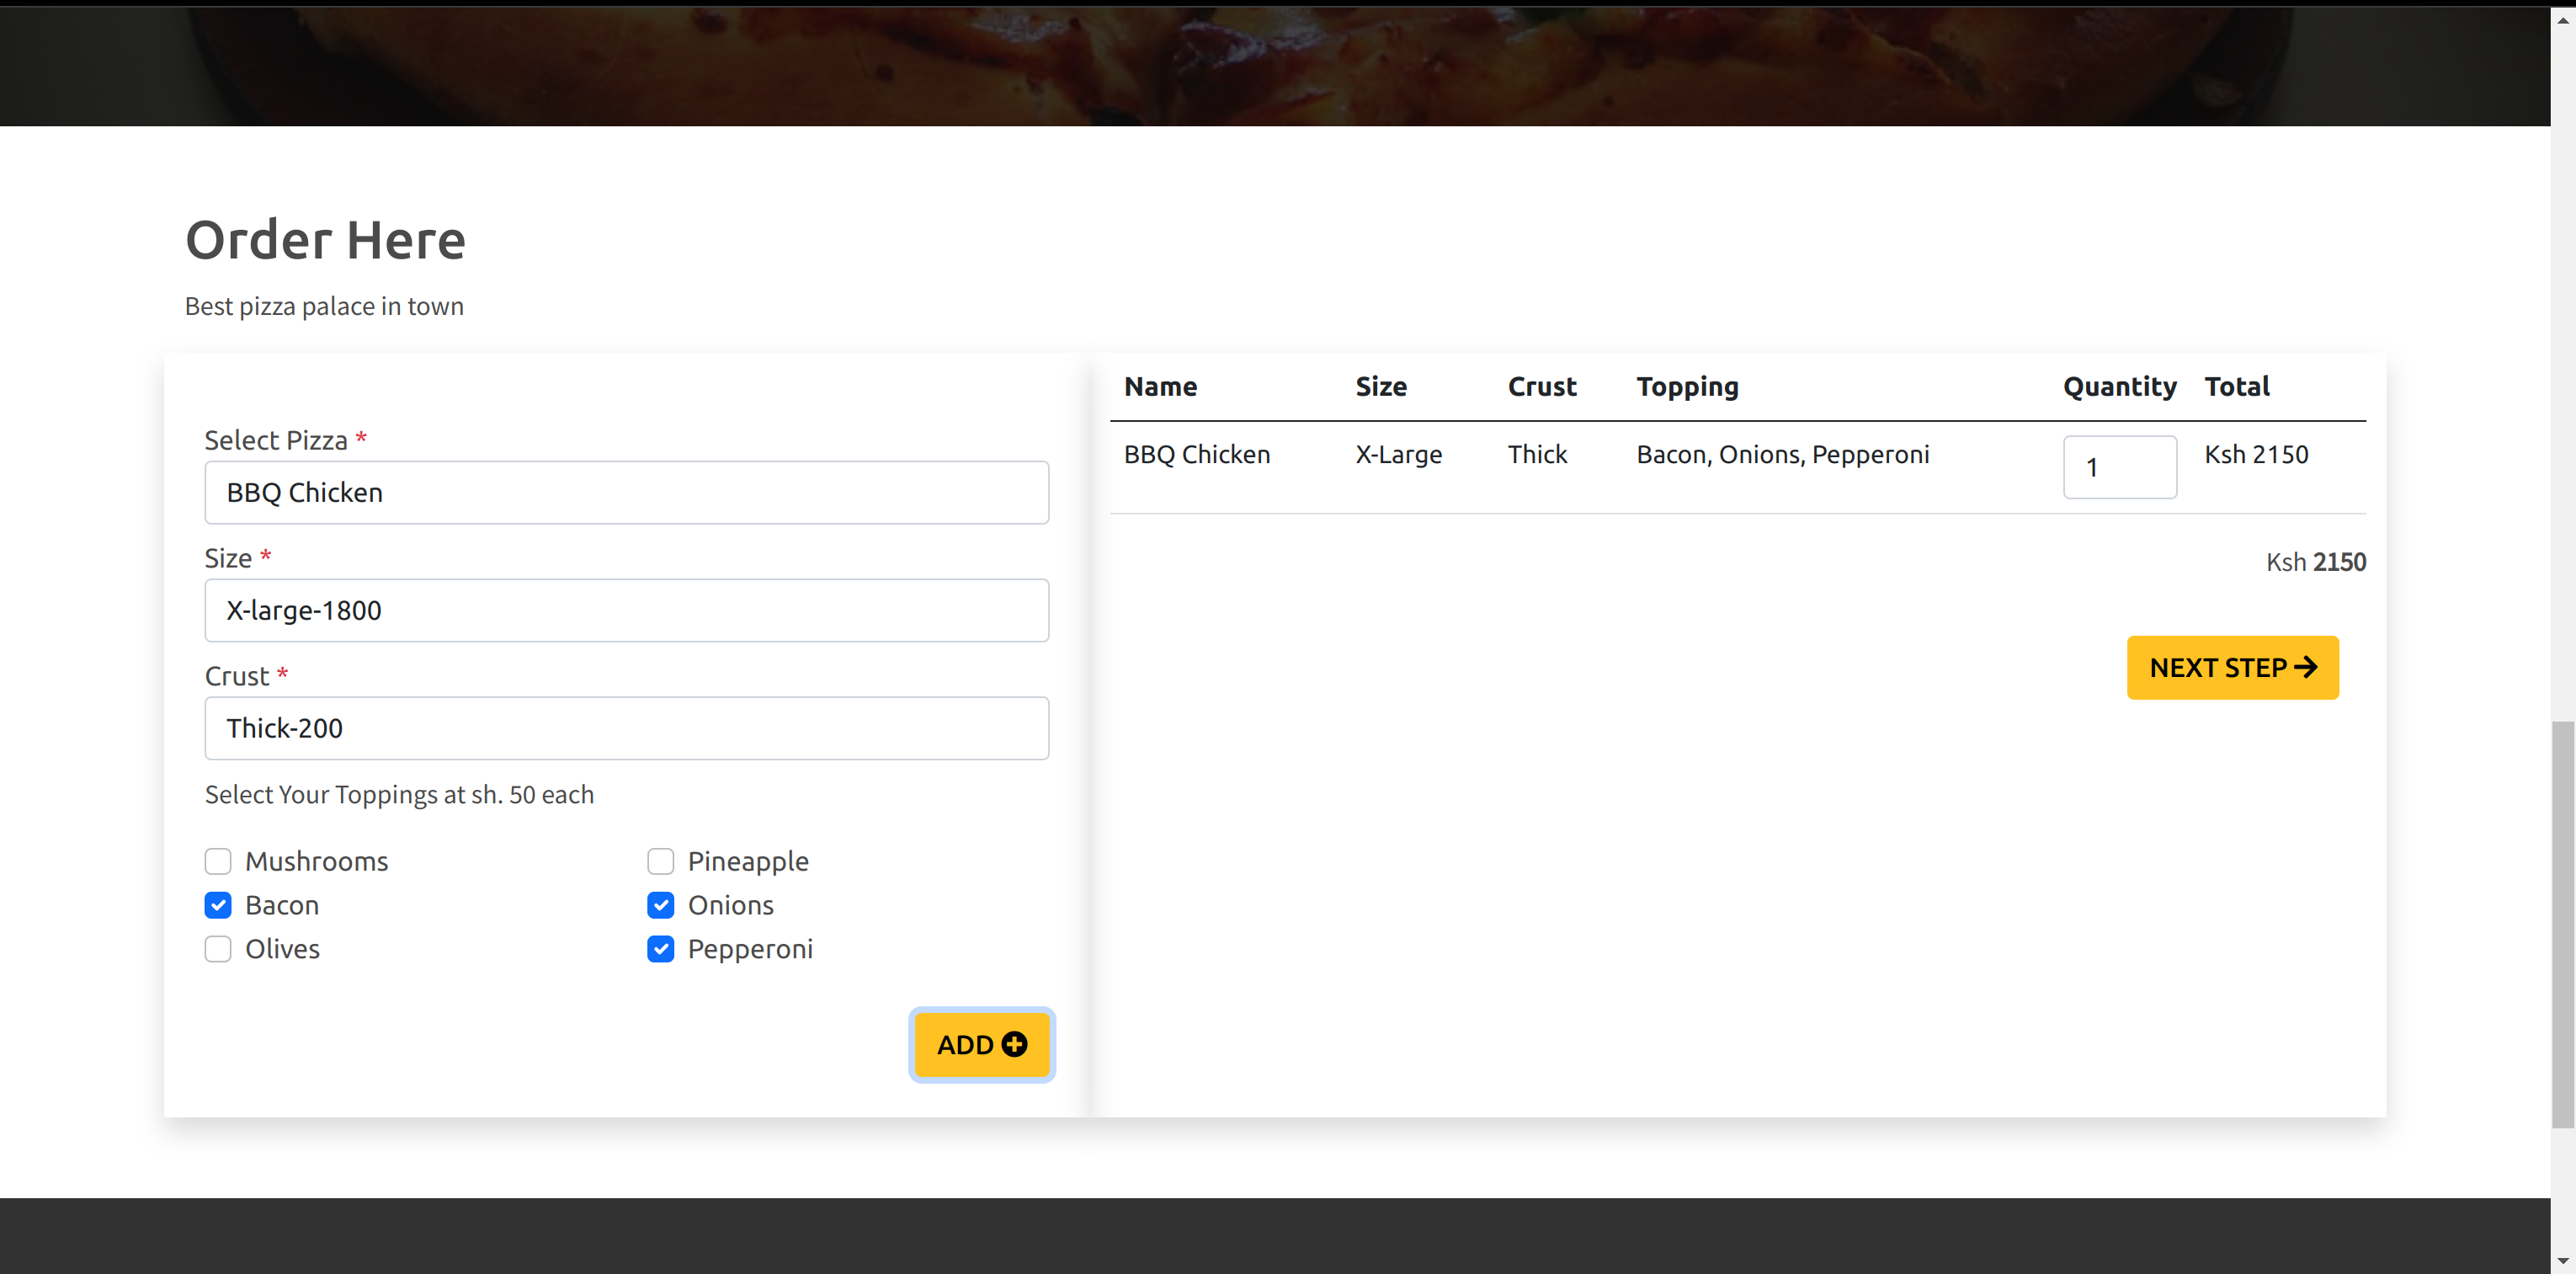 Order Here
Best pizza palace in town
Select Pizza *
BBQ Chicken
Size *
X-large-1800
Crust *
Thick-200
Select Your Toppings at sh. 50 each
Mushrooms
Pineapple
Bacon
Onions
Olives
Pepperoni
ADD
Name Size Crust Topping Quantity Total
BBQ Chicken X-Large Thick Bacon, Onions, Pepperoni 1 Ksh 2150
Ksh 2150
NEXT STEP